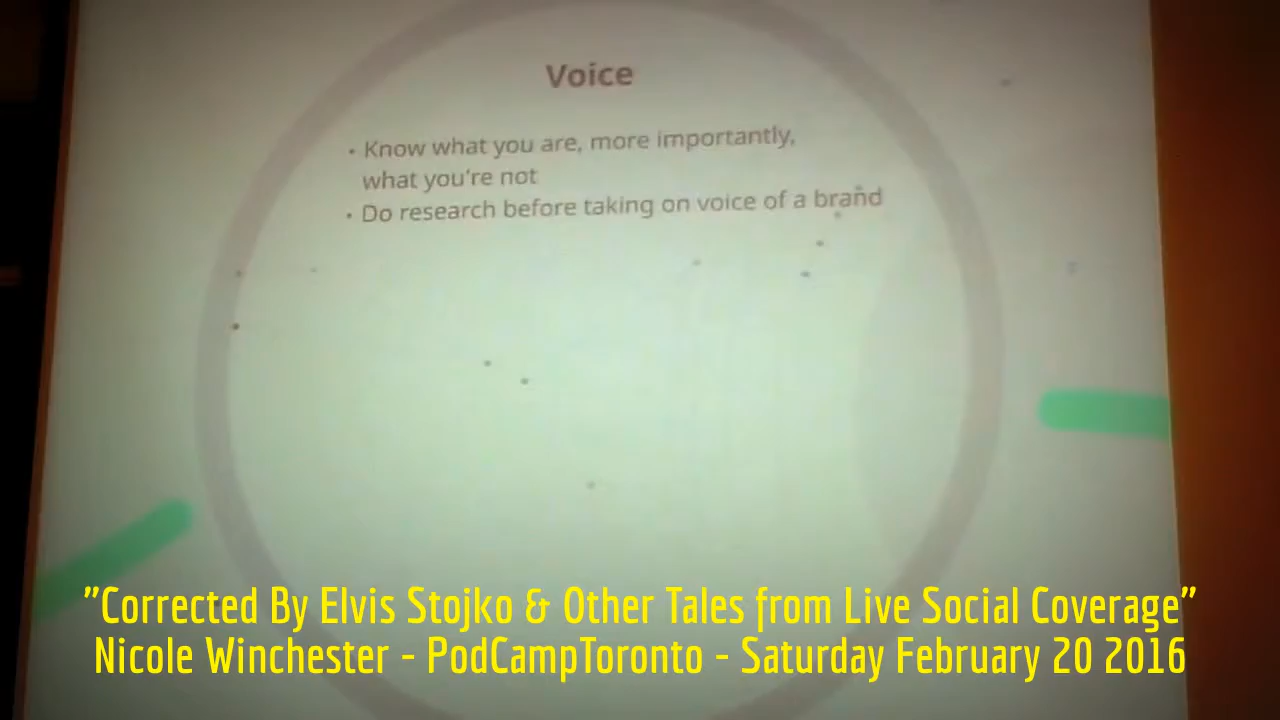 Voice
• Know what you are, more importantly,
what you're not
• Do research before taking on voice of a brand
"Corrected By Elvis Stojko & Other Tales from Live Social Coverage"
Nicole Winchester - PodCampToronto - Saturday February 20 2016